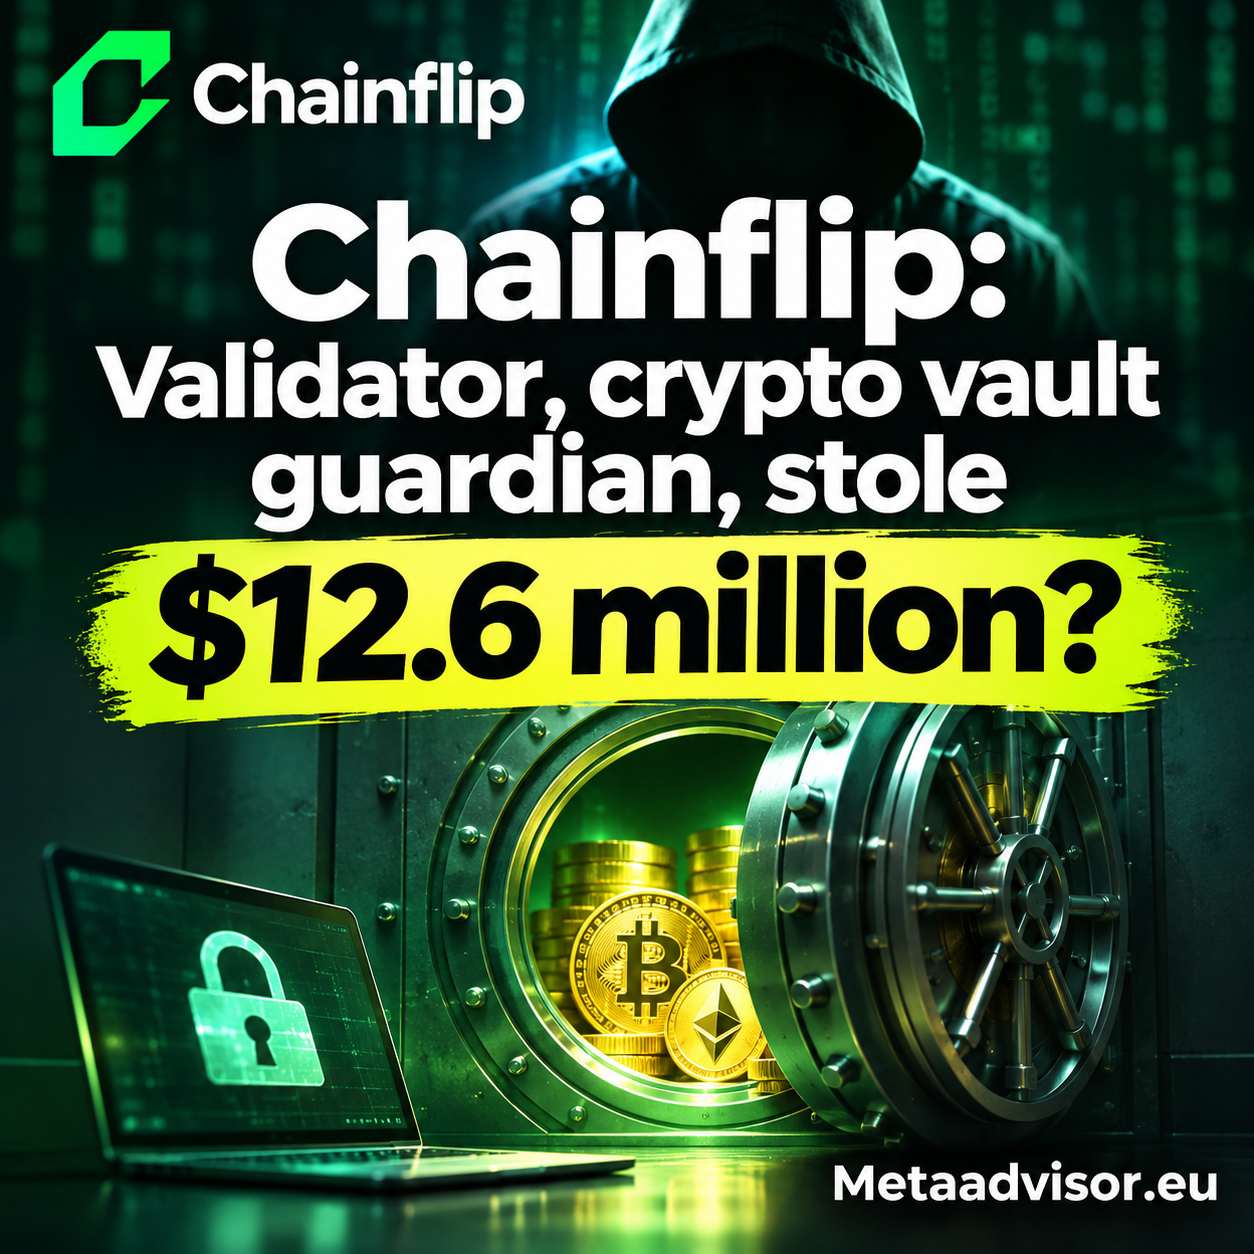 Chainflip
Chainflip:
Validator, crypto vault
guardian, stole
$12.6 million?
Metaadvisor.eu